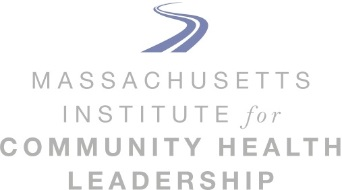 MASSACHUSETTS
INSTITUTE for
COMMUNITY HEALTH
LEADERSHIP